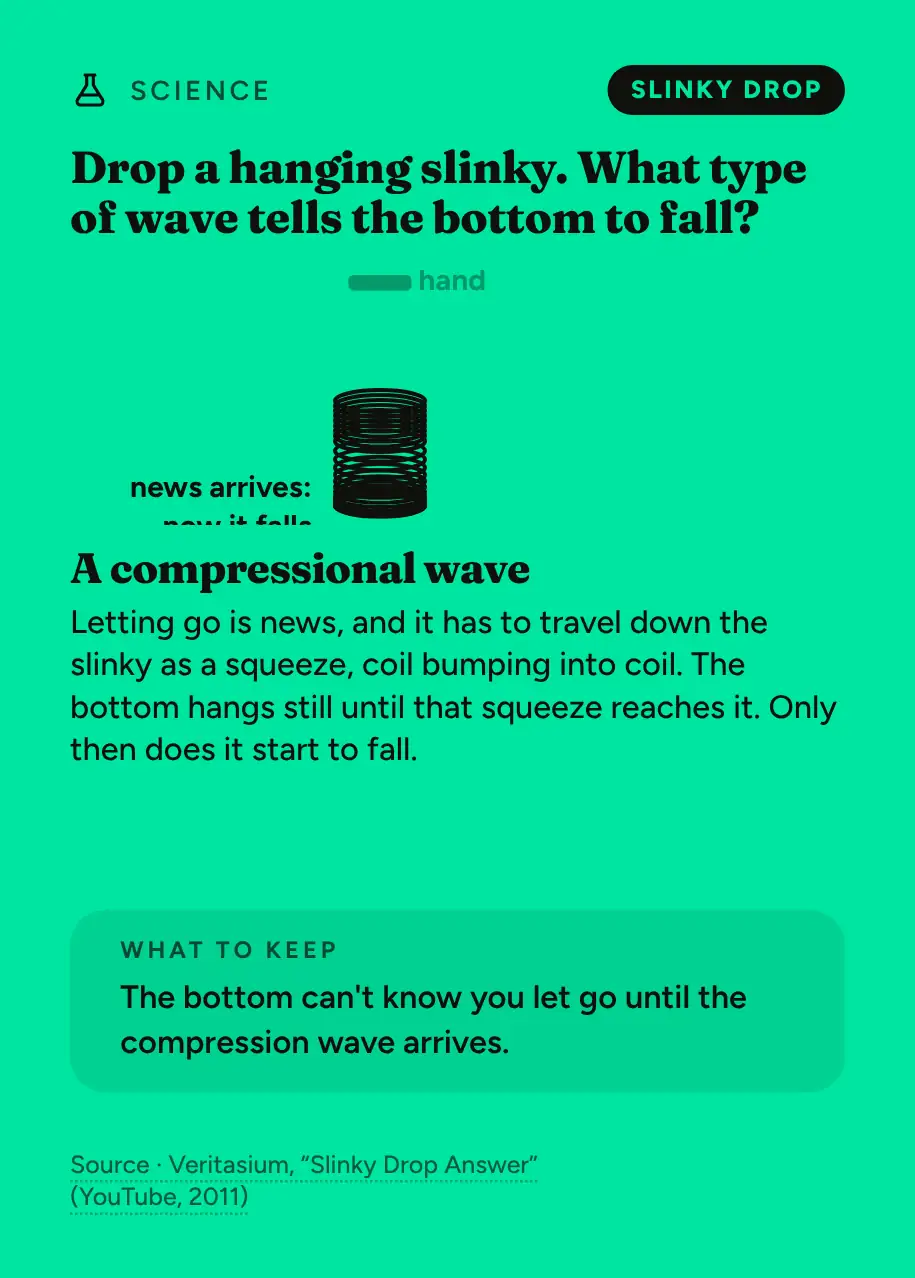 SCIENCE
SLINKY DROP
Drop a hanging slinky. What type
of wave tells the bottom to fall?
hand
news arrives:
now it falls
A compressional wave
Letting go is news, and it has to travel down the
slinky as a squeeze, coil bumping into coil. The
bottom hangs still until that squeeze reaches it. Only
then does it start to fall.
WHAT TO KEEP
The bottom can't know you let go until the
compression wave arrives.
Source · Veritasium, “Slinky Drop Answer”
(YouTube, 2011)